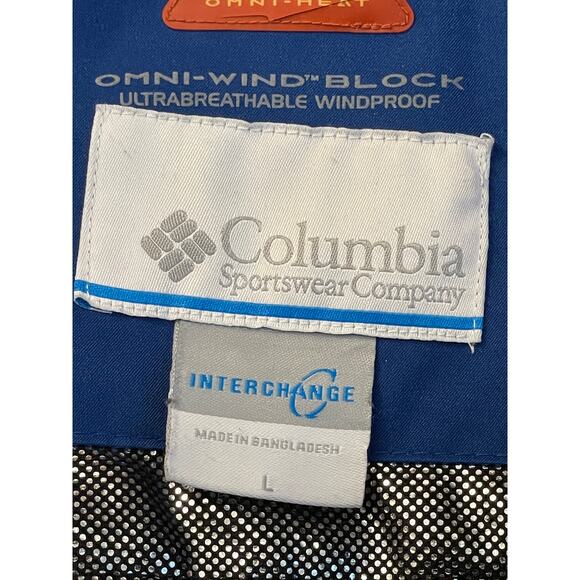 OMNI-HEAT
OMNI-WIND™ BLOCK
ULTRABREATHABLE WINDPROOF
Columbia
Sportswear Company
INTERCHANGE
MADE IN BANGLADESH
L